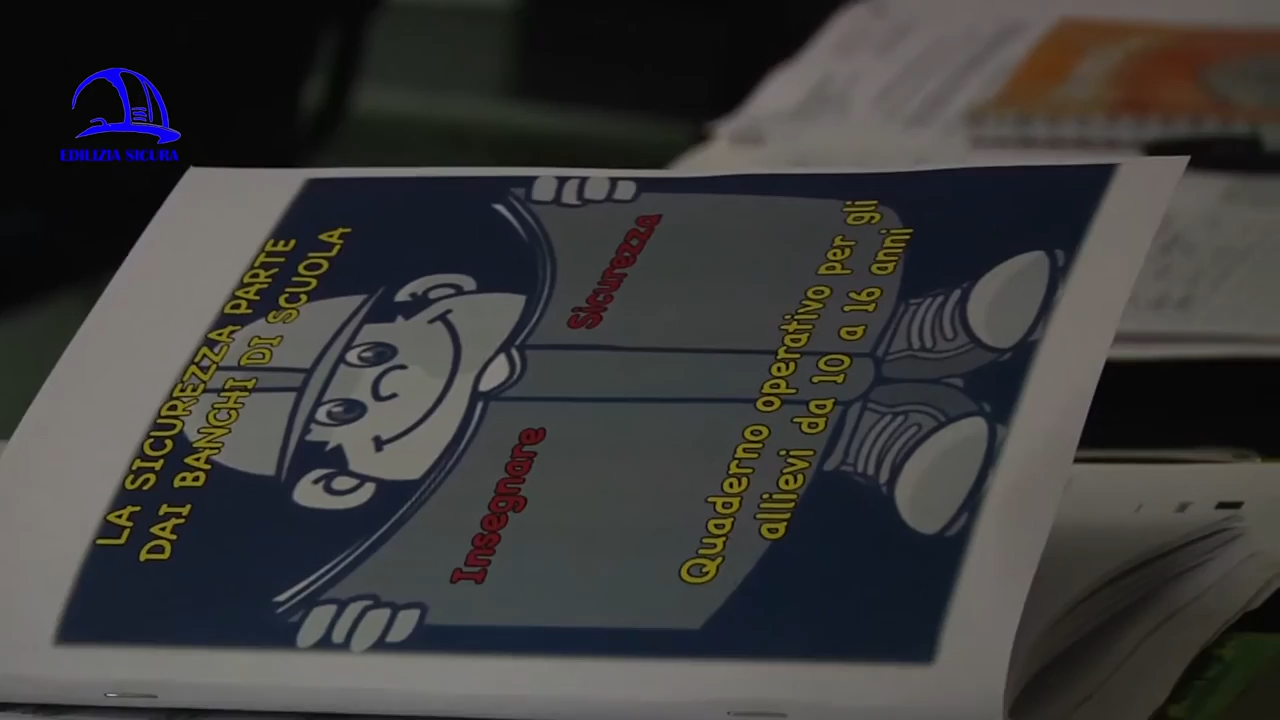 EDILIZIA SICURA
LA SICUREZZA PARTE
DAI BANCHI DI SCUOLA
Insegnare Sicurezza
Quaderno operativo per gli
allievi da 10 a 16 anni